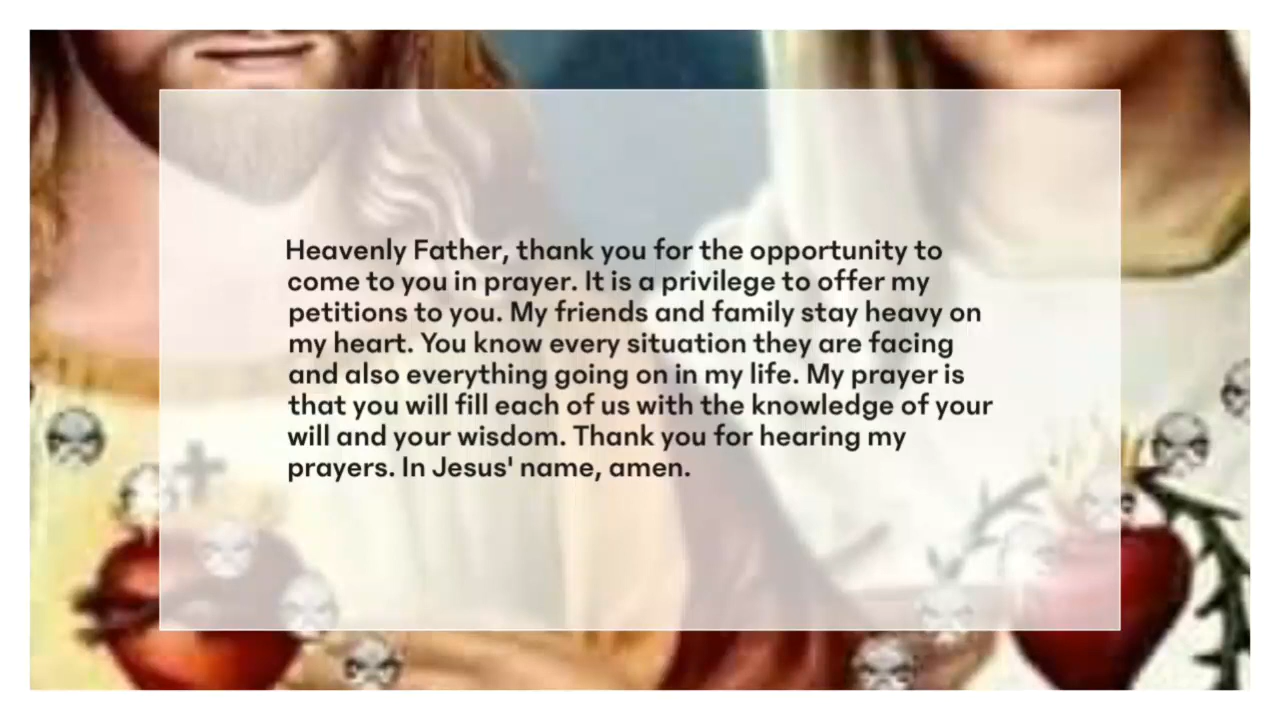 Heavenly Father, thank you for the opportunity to
come to you in prayer. It is a privilege to offer my
petitions to you. My friends and family stay heavy on
my heart. You know every situation they are facing
and also everything going on in my life. My prayer is
that you will fill each of us with the knowledge of your
will and your wisdom. Thank you for hearing my
prayers. In Jesus' name, amen.